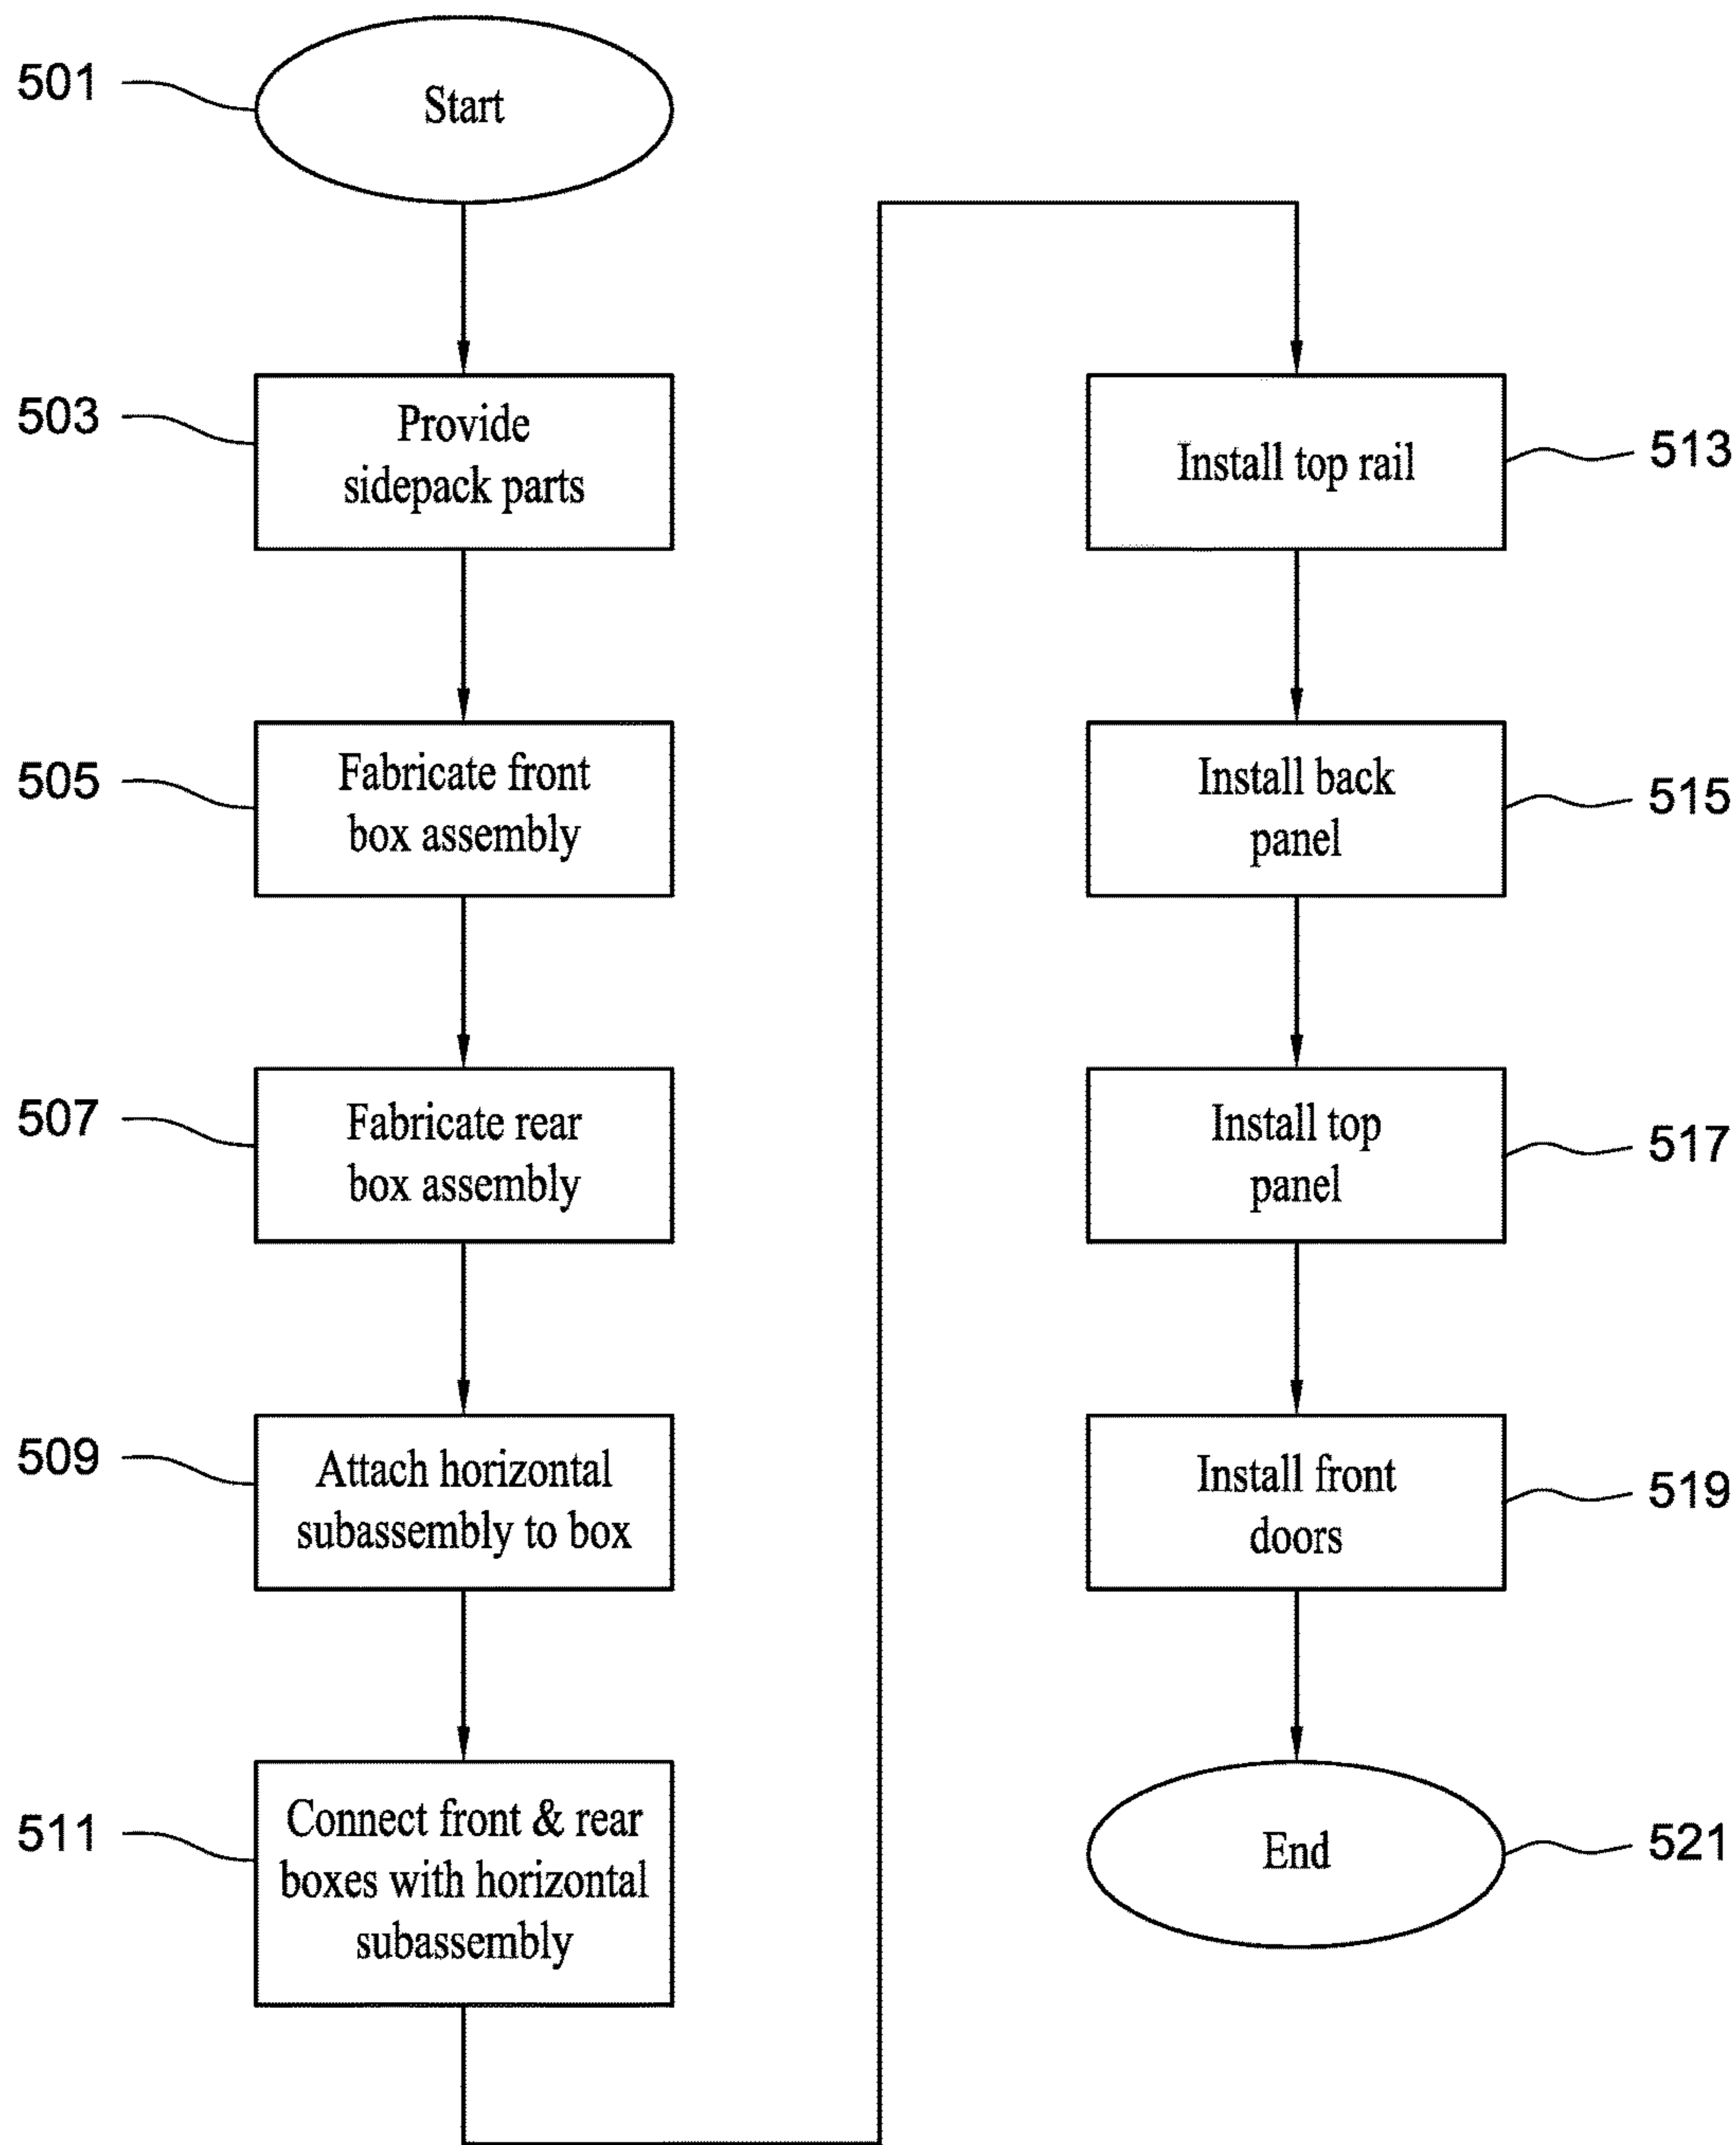 501
Start
503
Provide
sidepack parts
505
Fabricate front
box assembly
507
Fabricate rear
box assembly
509
Attach horizontal
subassembly to box
511
Connect front & rear
boxes with horizontal
subassembly
Install top rail
513
Install back
panel
515
Install top
panel
517
Install front
doors
519
End
521